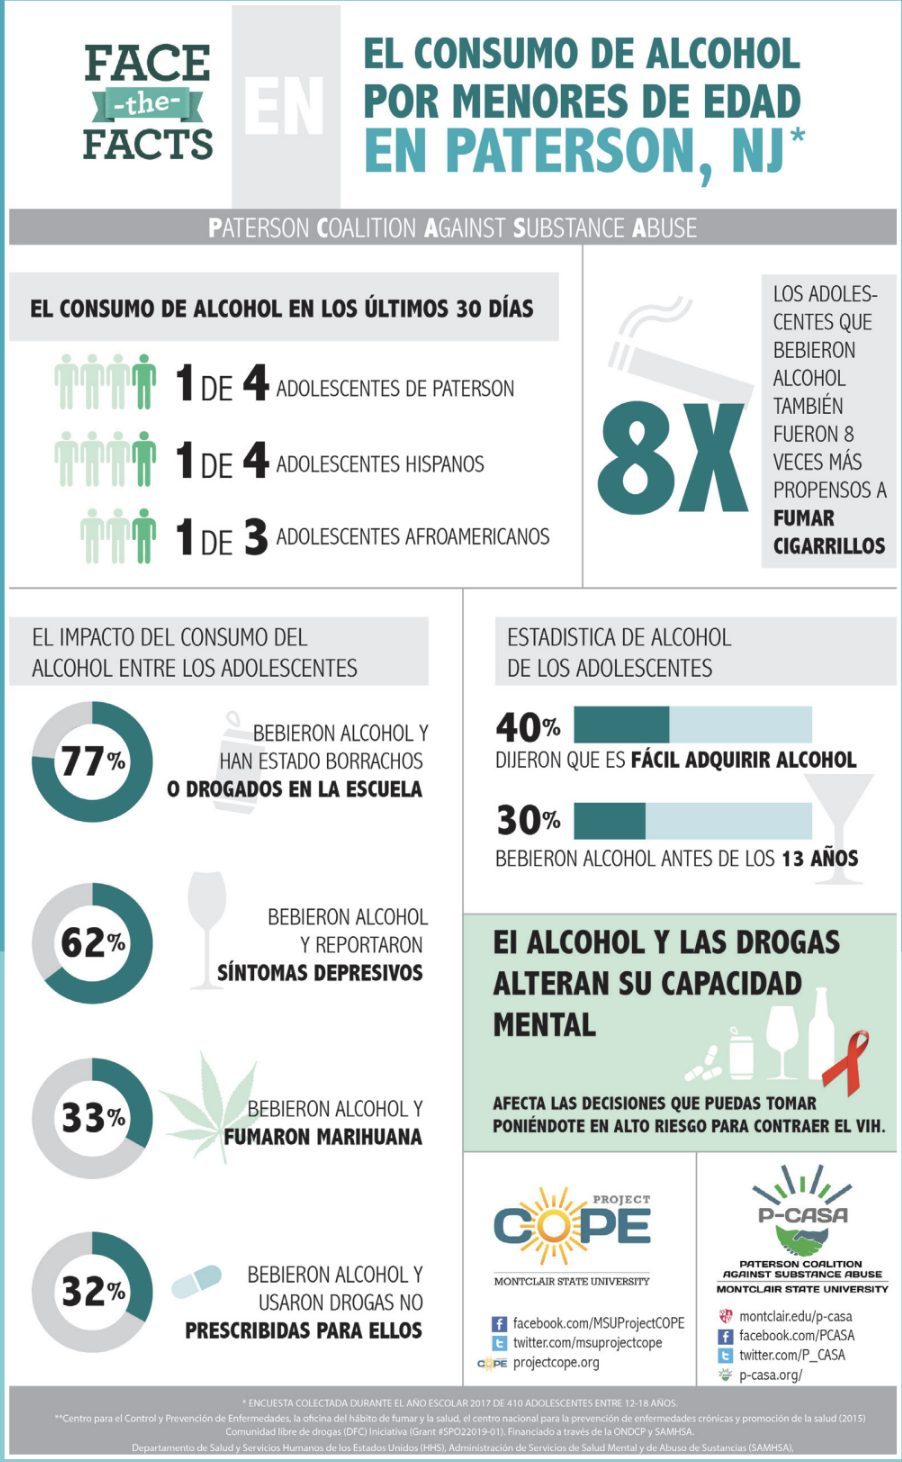 FACE
-the-
FACTS
EN
EL CONSUMO DE ALCOHOL
POR MENORES DE EDAD
EN PATERSON, NJ*
PATERSON COALITION AGAINST SUBSTANCE ABUSE
EL CONSUMO DE ALCOHOL EN LOS ÚLTIMOS 30 DÍAS
1 DE 4 ADOLESCENTES DE PATERSON
1 DE 4 ADOLESCENTES HISPANOS
1 DE 3 ADOLESCENTES AFROAMERICANOS
8X
LOS ADOLES-
CENTES QUE
BEBIERON
ALCOHOL
TAMBIÉN
FUERON 8
VECES MÁS
PROPENSOS A
FUMAR
CIGARRILLOS
EL IMPACTO DEL CONSUMO DEL
ALCOHOL ENTRE LOS ADOLESCENTES
77%
BEBIERON ALCOHOL Y
HAN ESTADO BORRACHOS
O DROGADOS EN LA ESCUELA
62%
BEBIERON ALCOHOL
Y REPORTARON
SÍNTOMAS DEPRESIVOS
33%
BEBIERON ALCOHOL Y
FUMARON MARIHUANA
32%
BEBIERON ALCOHOL Y
USARON DROGAS NO
PRESCRIBIDAS PARA ELLOS
ESTADISTICA DE ALCOHOL
DE LOS ADOLESCENTES
40%
DIJERON QUE ES FÁCIL ADQUIRIR ALCOHOL
30%
BEBIERON ALCOHOL ANTES DE LOS 13 AÑOS
El ALCOHOL Y LAS DROGAS
ALTERAN SU CAPACIDAD
MENTAL
AFECTA LAS DECISIONES QUE PUEDAS TOMAR
PONIÉNDOTE EN ALTO RIESGO PARA CONTRAER EL VIH.
PROJECT
COPE
MONTCLAIR STATE UNIVERSITY
facebook.com/MSUProjectCOPE
twitter.com/msuprojectcope
COPE projectcope.org
P-CASA
PATERSON COALITION
AGAINST SUBSTANCE ABUSE
MONTCLAIR STATE UNIVERSITY
montclair.edu/p-casa
facebook.com/PCASA
twitter.com/P_CASA
p-casa.org/
* ENCUESTA COLECTADA DURANTE EL AÑO ESCOLAR 2017 DE 410 ADOLESCENTES ENTRE 12-18 AÑOS.
**Centro para el Control y Prevención de Enfermedades, la oficina del hábito de fumar y la salud, el centro nacional para la prevención de enfermedades crónicas y promoción de la salud (2015)
Comunidad libre de drogas (DFC) Iniciativa (Grant #SPO22019-01). Financiado a través de la ONDCP y SAMHSA.
Departamento de Salud y Servicios Humanos de los Estados Unidos (HHS), Administración de Servicios de Salud Mental y de Abuso de Sustancias (SAMHSA),